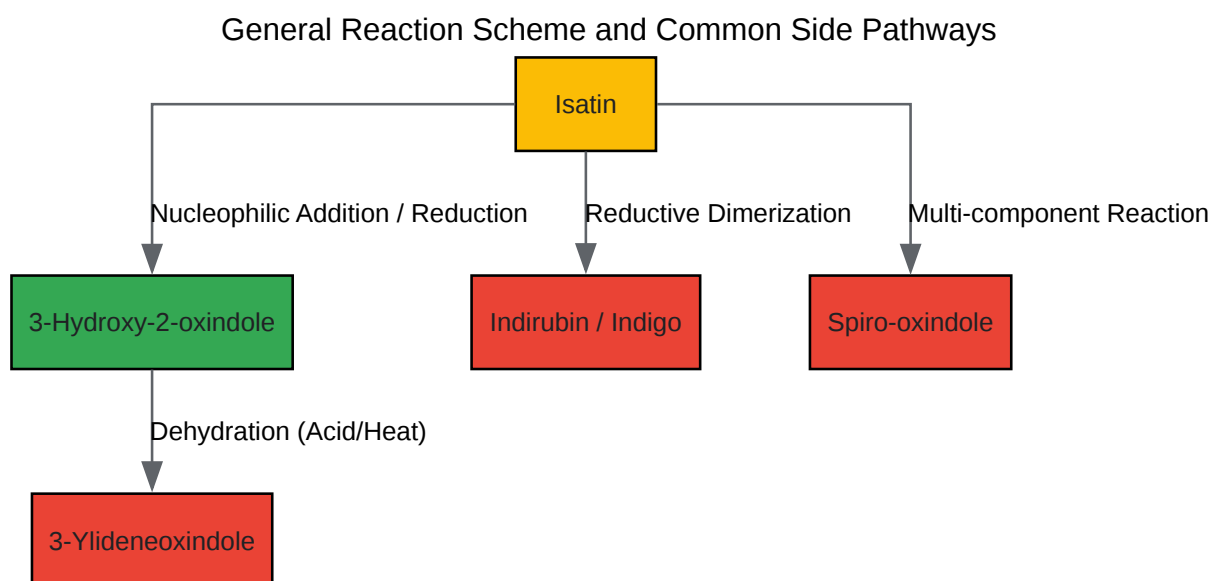 General Reaction Scheme and Common Side Pathways
Isatin
Nucleophilic Addition / Reduction
Reductive Dimerization
Multi-component Reaction
3-Hydroxy-2-oxindole
Indirubin / Indigo
Spiro-oxindole
Dehydration (Acid/Heat)
3-Ylideneoxindole